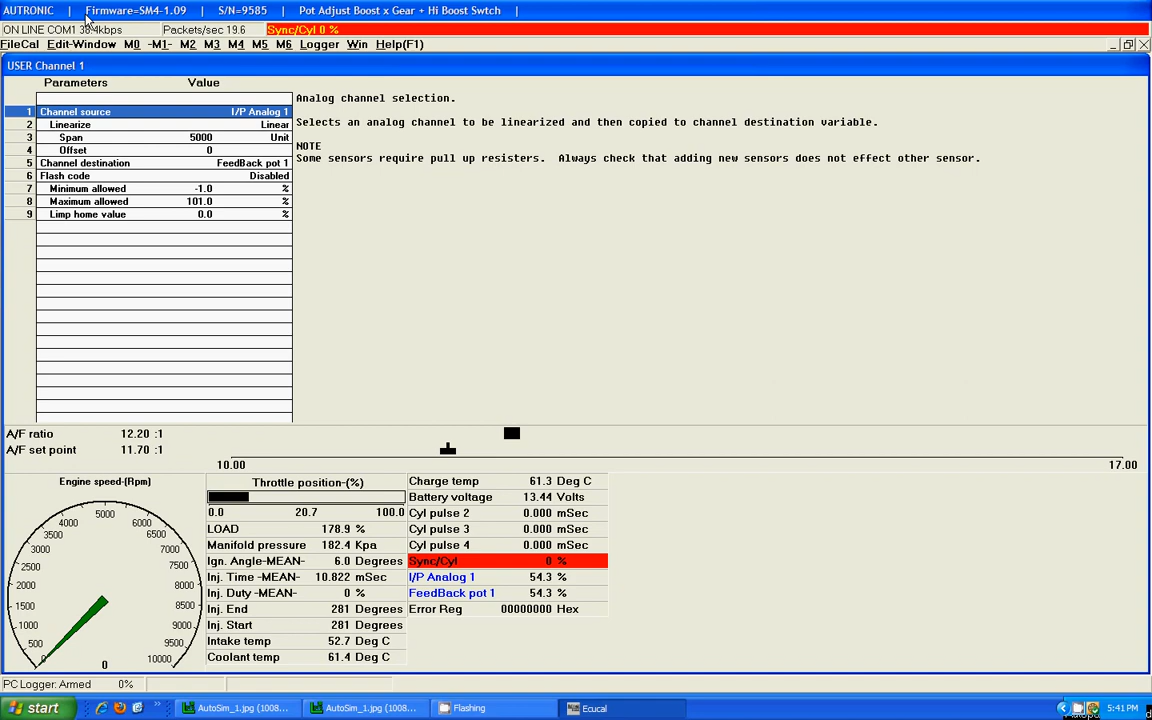 AUTRONIC | Firmware=SM4-1.09 | S/N=9585 | Pot Adjust Boost x Gear + Hi Boost Swtch |
ON LINE COM1 38.4kbps Packets/sec 19.6 Sync/Cyl 0 %
FileCal Edit-Window M0 -M1- M2 M3 M4 M5 M6 Logger Win Help(F1)
USER Channel 1
Parameters Value
1 Channel source I/P Analog 1
2 Linearize Linear
3 Span 5000 Unit
4 Offset 0
5 Channel destination FeedBack pot 1
6 Flash code Disabled
7 Minimum allowed -1.0 %
8 Maximum allowed 101.0 %
9 Limp home value 0.0 %
Analog channel selection.
Selects an analog channel to be linearized and then copied to channel destination variable.
NOTE
Some sensors require pull up resisters. Always check that adding new sensors does not effect other sensor.
A/F ratio 12.20 :1
A/F set point 11.70 :1
10.00 17.00
Engine speed-(Rpm)
0 500 1000 1500 2000 2500 3000 3500 4000 5000 6000 6500 7000 7500 8000 8500 9000 9500 10000
0
Throttle position-(%)
0.0 20.7 100.0
LOAD 178.9 %
Manifold pressure 182.4 Kpa
Ign. Angle-MEAN- 6.0 Degrees
Inj. Time -MEAN- 10.822 mSec
Inj. Duty -MEAN- 0 %
Inj. End 281 Degrees
Inj. Start 281 Degrees
Intake temp 52.7 Deg C
Coolant temp 61.4 Deg C
Charge temp 61.3 Deg C
Battery voltage 13.44 Volts
Cyl pulse 2 0.000 mSec
Cyl pulse 3 0.000 mSec
Cyl pulse 4 0.000 mSec
Sync/Cyl 0 %
I/P Analog 1 54.3 %
FeedBack pot 1 54.3 %
Error Reg 00000000 Hex
PC Logger: Armed 0%
start AutoSim_1.jpg (1008... AutoSim_1.jpg (1008... Flashing Ecucal 5:41 PM